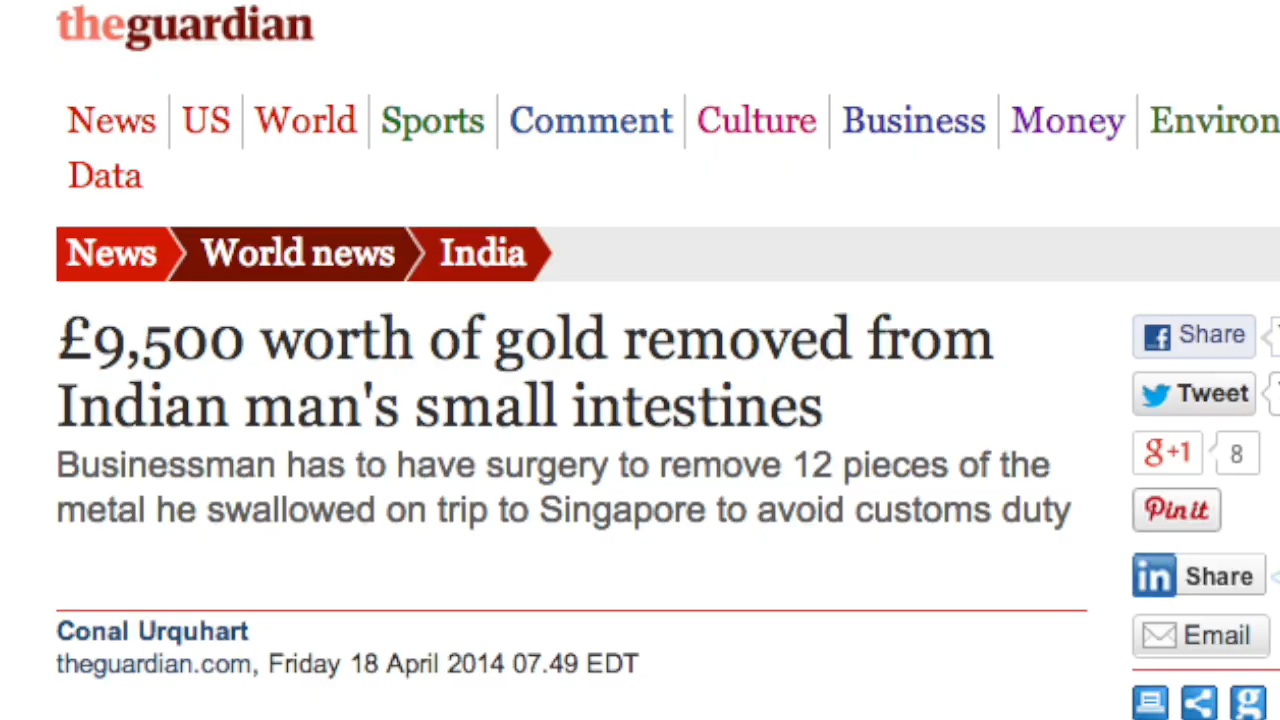 theguardian
News US World Sports Comment Culture Business Money Environ
Data
News World news India
£9,500 worth of gold removed from
Indian man's small intestines
Businessman has to have surgery to remove 12 pieces of the
metal he swallowed on trip to Singapore to avoid customs duty
Conal Urquhart
theguardian.com, Friday 18 April 2014 07.49 EDT
Share
Tweet
g+1 8
Pin it
in Share
Email